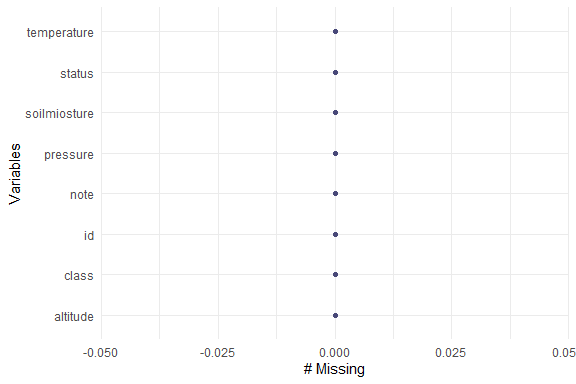 temperature
status
soilmiosture
pressure
note
id
class
altitude
Variables
-0.050 -0.025 0.000 0.025 0.05
# Missing